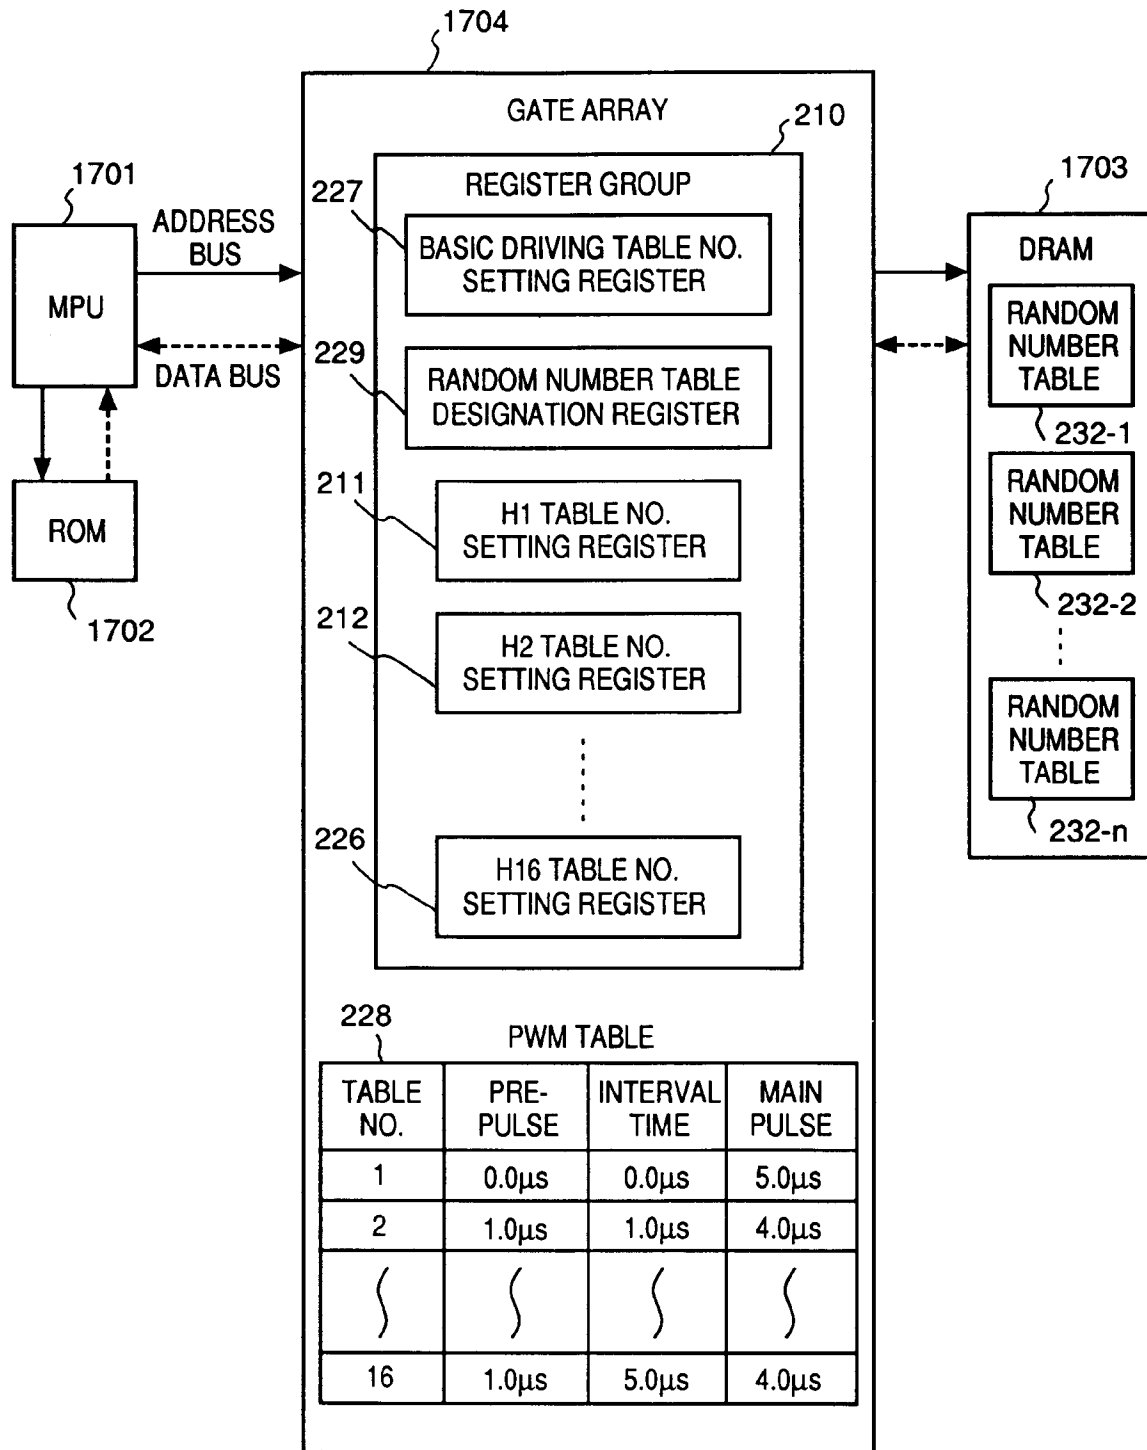 1704
GATE ARRAY
210
REGISTER GROUP
227
BASIC DRIVING TABLE NO.
SETTING REGISTER
229
RANDOM NUMBER TABLE
DESIGNATION REGISTER
211
H1 TABLE NO.
SETTING REGISTER
212
H2 TABLE NO.
SETTING REGISTER
226
H16 TABLE NO.
SETTING REGISTER
1701
MPU
ADDRESS
BUS
DATA BUS
ROM
1702
1703
DRAM
RANDOM
NUMBER
TABLE
232-1
RANDOM
NUMBER
TABLE
232-2
RANDOM
NUMBER
TABLE
232-n
228
PWM TABLE
TABLE NO. PRE-PULSE INTERVAL TIME MAIN PULSE
1 0.0µs 0.0µs 5.0µs
2 1.0µs 1.0µs 4.0µs
16 1.0µs 5.0µs 4.0µs